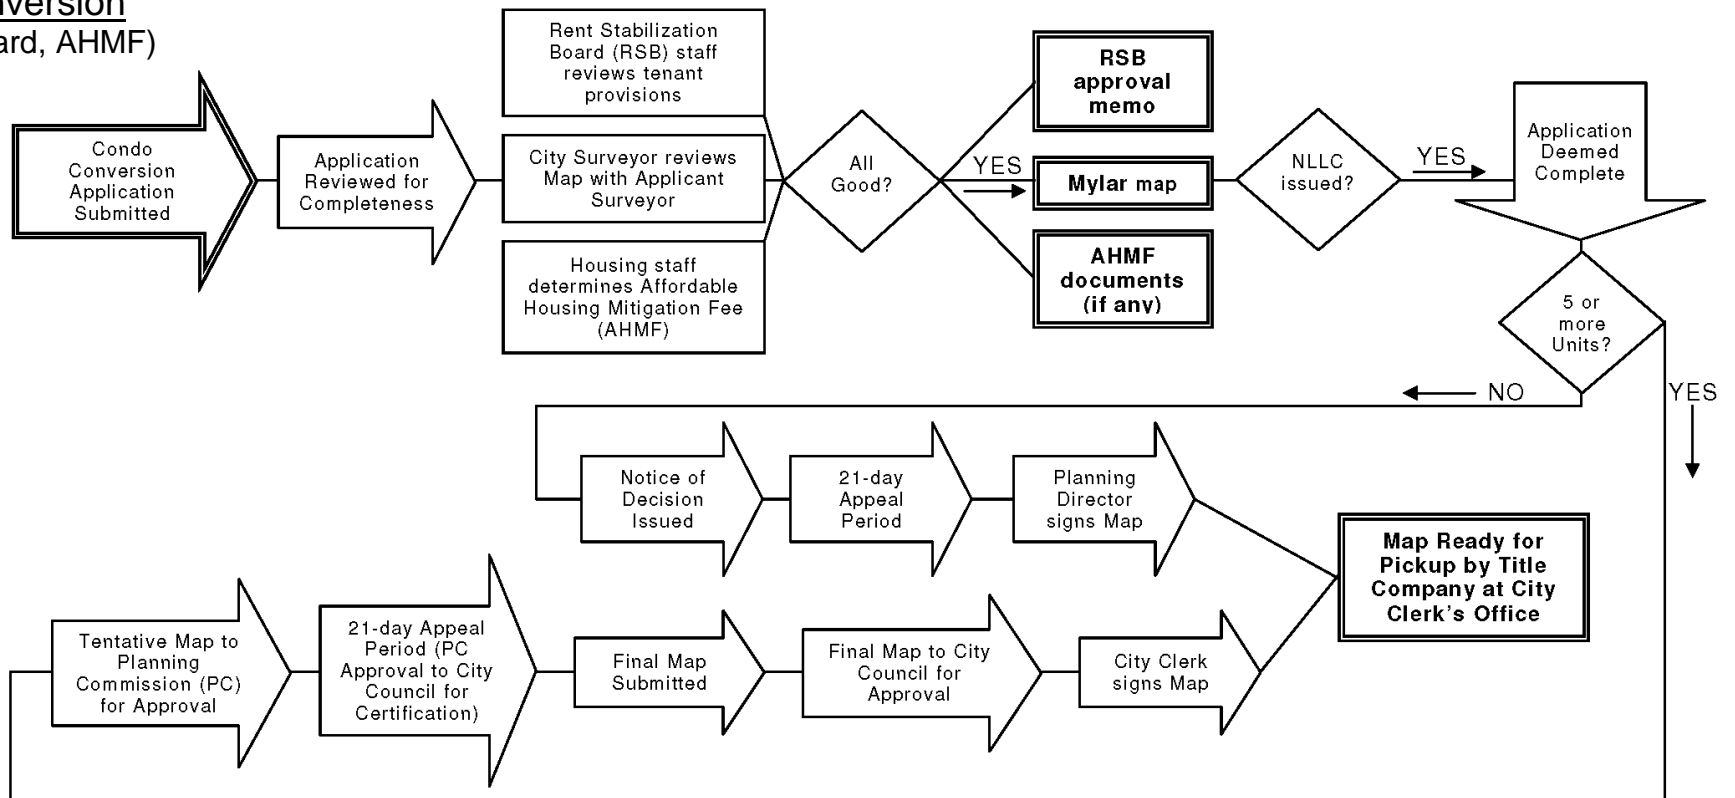 Condo
Conversion
Application
Submitted
Application
Reviewed for
Completeness
Rent Stabilization
Board (RSB) staff
reviews tenant
provisions
City Surveyor reviews
Map with Applicant
Surveyor
Housing staff
determines Affordable
Housing Mitigation Fee
(AHMF)
All
Good?
YES
RSB
approval
memo
Mylar map
AHMF
documents
(if any)
NLLC
issued?
YES
Application
Deemed
Complete
5 or
more
Units?
NO
YES
Notice of
Decision
Issued
21-day
Appeal
Period
Planning
Director
signs Map
Map Ready for
Pickup by Title
Company at City
Clerk's Office
Tentative Map to
Planning
Commission (PC)
for Approval
21-day Appeal
Period (PC
Approval to City
Council for
Certification)
Final Map
Submitted
Final Map to City
Council for
Approval
City Clerk
signs Map
AHMF)